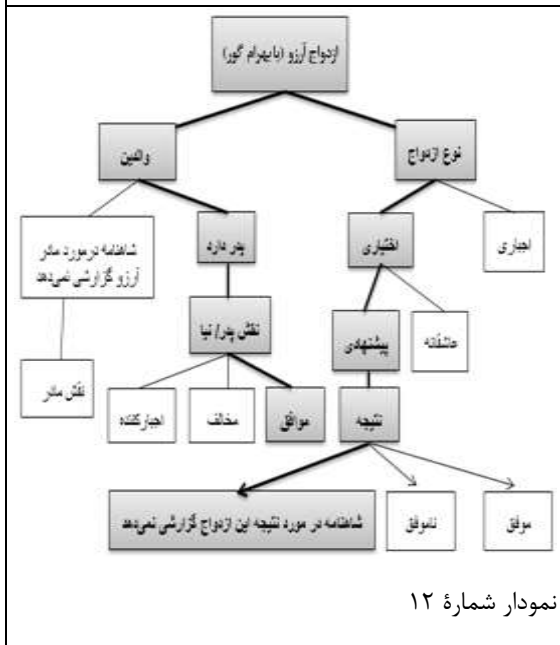 ازدواج آرزو (با بهرام گور)
نوع ازدواج
والدین
اجباری
اختیاری
پدر دارد
شاهنامه در مورد مادر
آرزو گزارشی نمی‌دهد
عاشقانه
پیشنهادی
نقش پدر/ نیا
نقش مادر
نتیجه
موافق
مخالف
اجبارکننده
موفق
ناموفق
شاهنامه در مورد نتیجه این ازدواج گزارشی نمی‌دهد
نمودار شمارهٔ ۱۲